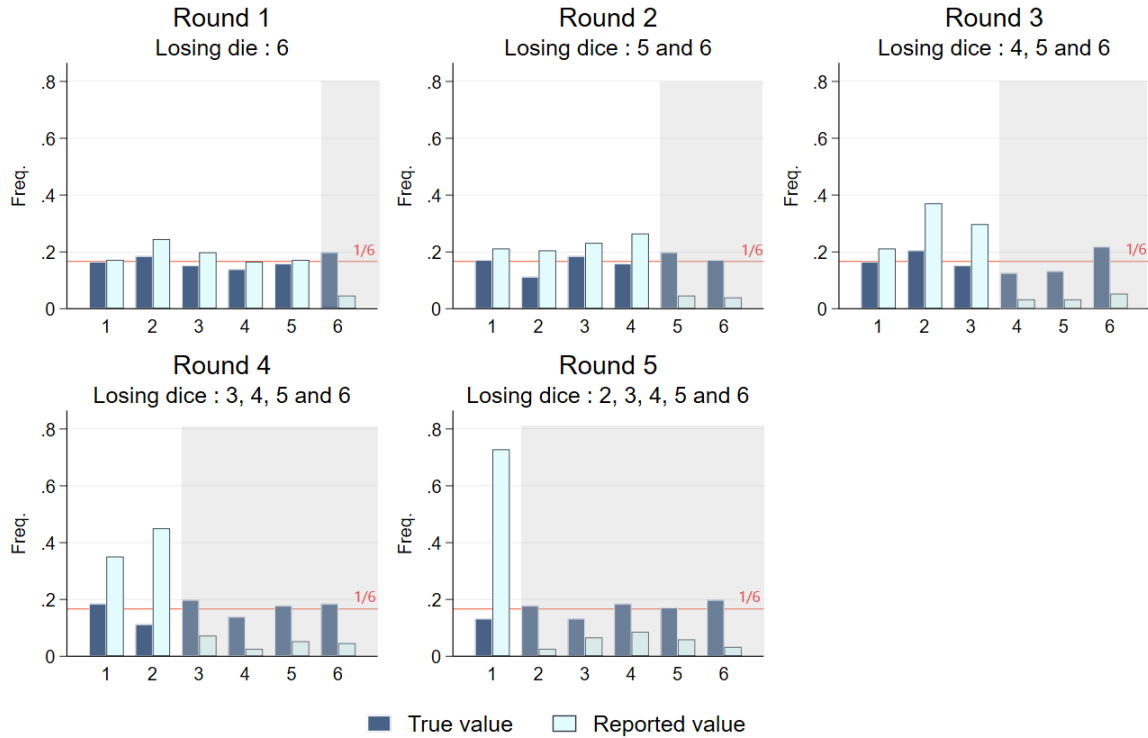 Round 1
Losing die : 6
Freq.
.8
.6
.4
.2
0
1/6
1 2 3 4 5 6
Round 2
Losing dice : 5 and 6
Freq.
.8
.6
.4
.2
0
1/6
1 2 3 4 5 6
Round 3
Losing dice : 4, 5 and 6
Freq.
.8
.6
.4
.2
0
1/6
1 2 3 4 5 6
Round 4
Losing dice : 3, 4, 5 and 6
Freq.
.8
.6
.4
.2
0
1/6
1 2 3 4 5 6
Round 5
Losing dice : 2, 3, 4, 5 and 6
Freq.
.8
.6
.4
.2
0
1/6
1 2 3 4 5 6
True value Reported value